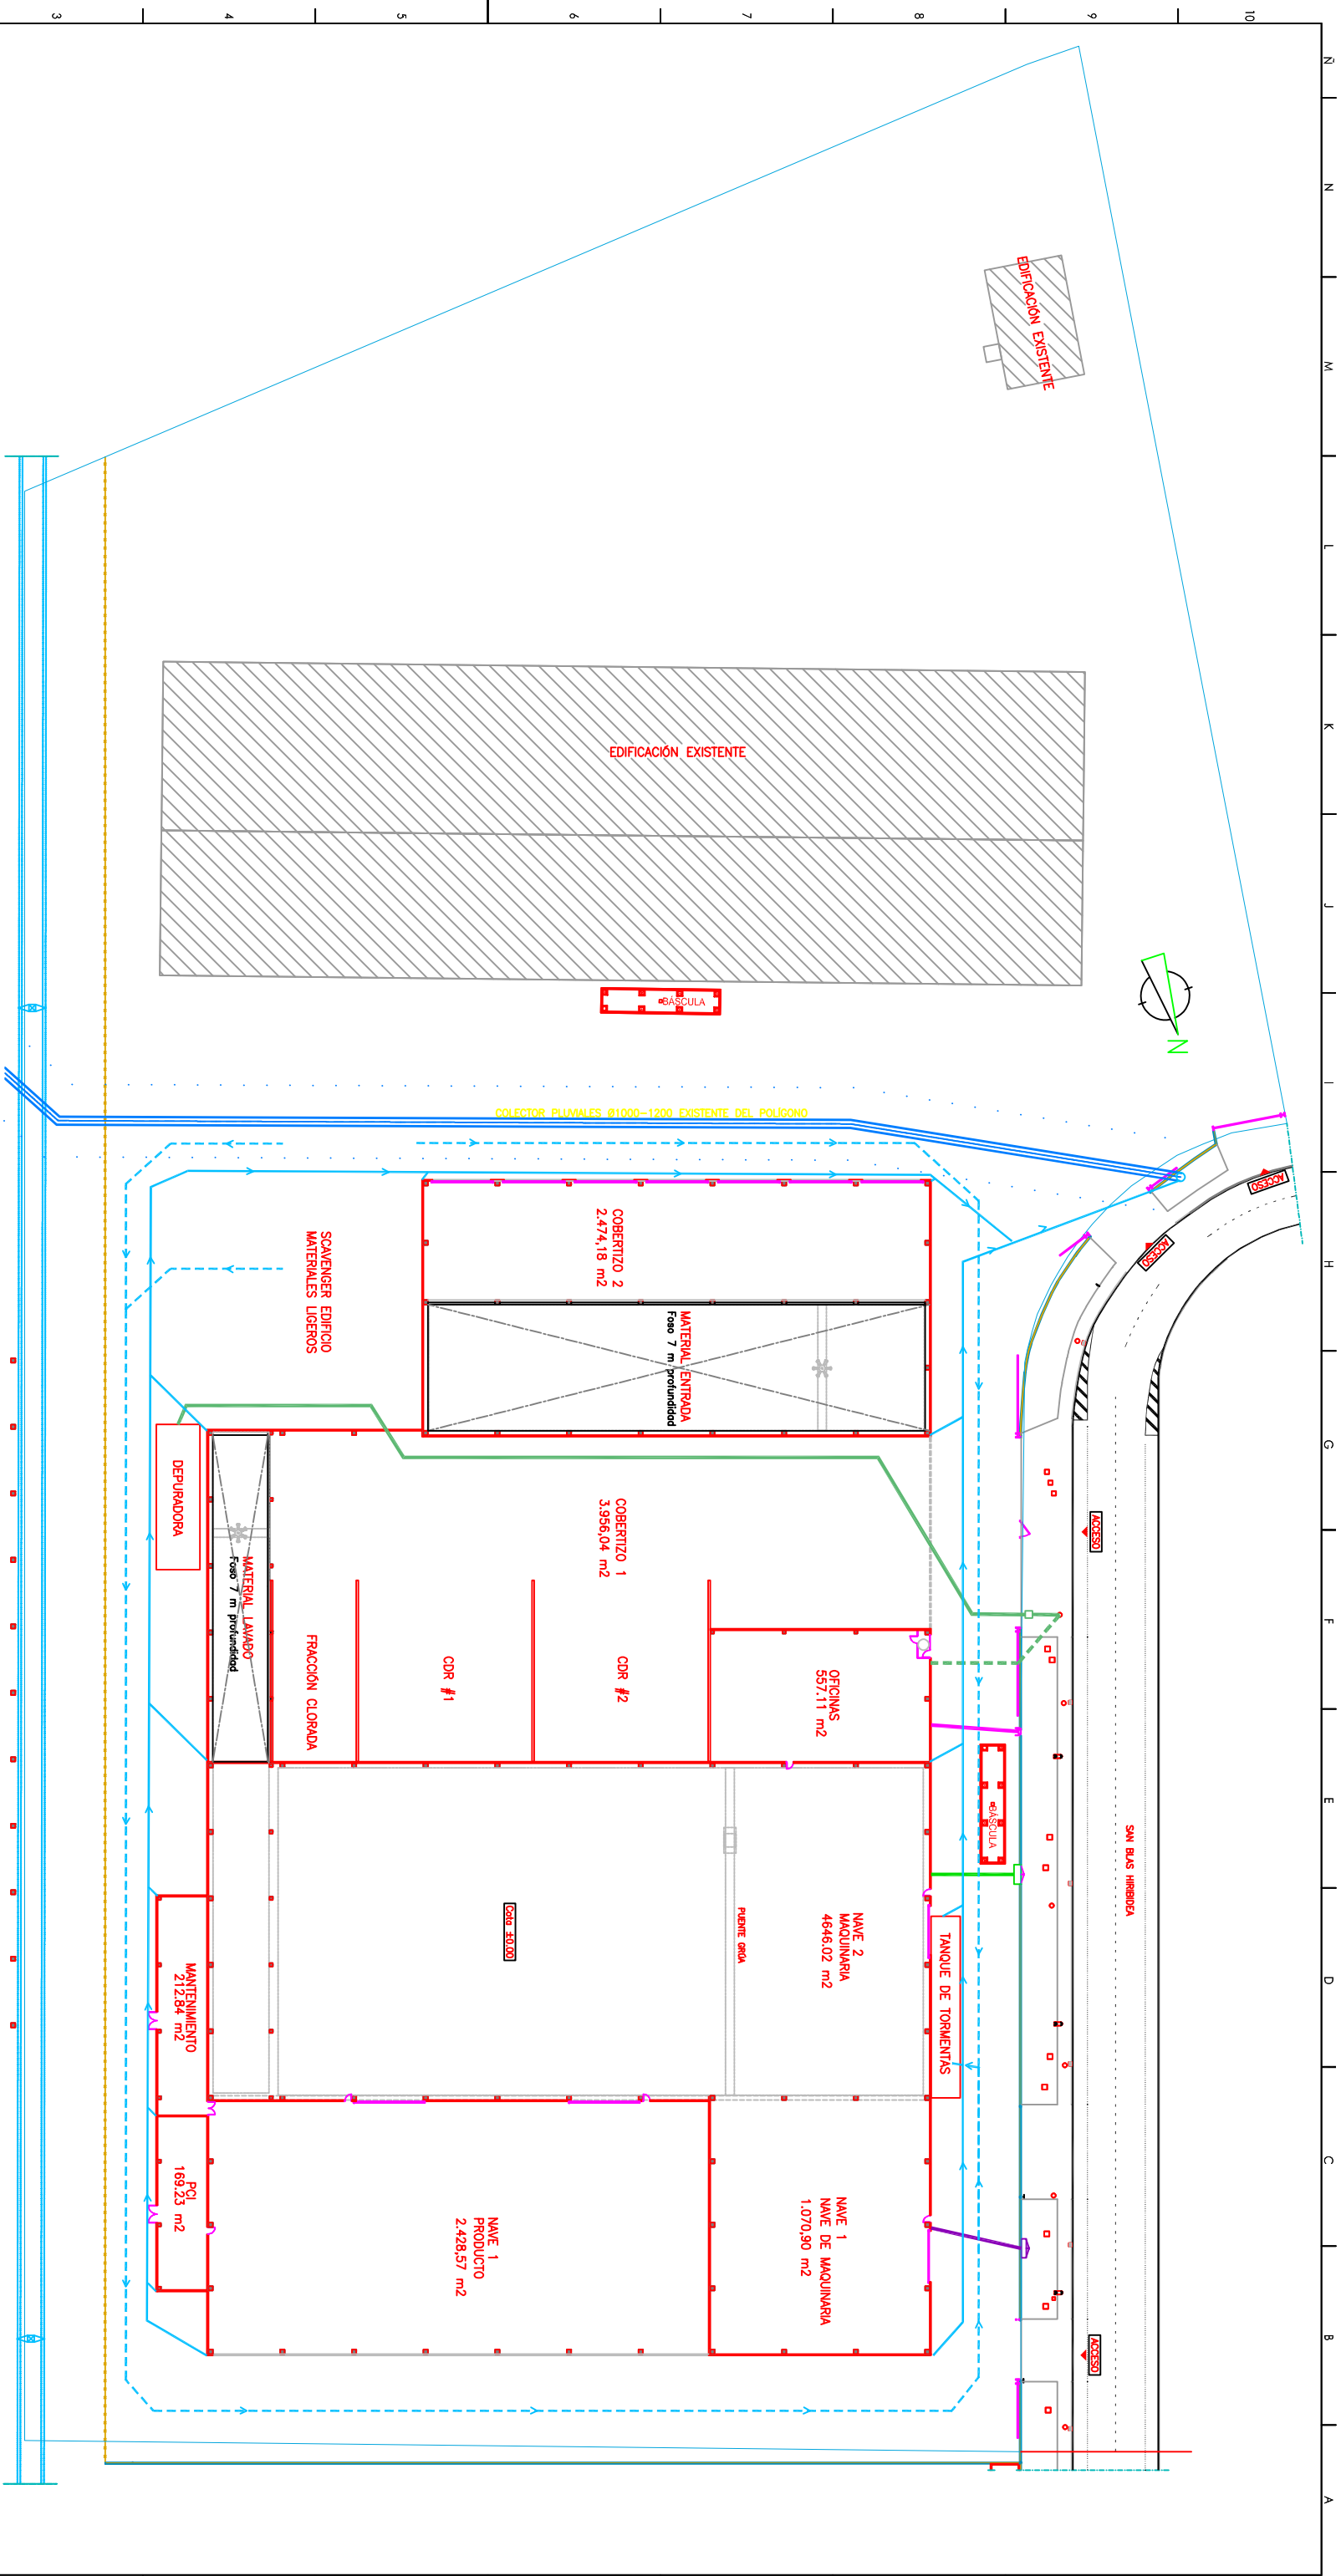 3
4
5
6
7
8
9
10
Ñ
N
M
L
K
J
I
H
G
F
E
D
C
B
A
EDIFICACIÓN EXISTENTE
EDIFICACIÓN EXISTENTE
BÁSCULA
N
COLECTOR PLUVIALES Ø1000-1200 EXISTENTE DEL POLÍGONO
ACCESO
ACCESO
COBERTIZO 2
2.474,18 m2
SCAVENGER EDIFICIO
MATERIALES LIGEROS
MATERIAL ENTRADA
Foso 7 m profundidad
DEPURADORA
COBERTIZO 1
3.956,04 m2
ACCESO
MATERIAL LAVADO
Foso 7 m profundidad
FRACCIÓN CLORADA
CDR #1
CDR #2
OFICINAS
557.11 m2
BÁSCULA
SAN BLAS HIRIBIDEA
Cota ±0.00
PUENTE GRÚA
NAVE 2
MAQUINARIA
4646.02 m2
TANQUE DE TORMENTAS
MANTENIMIENTO
212.84 m2
PCI
169.23 m2
NAVE 1
PRODUCTO
2.428,57 m2
NAVE 1
NAVE DE MAQUINARIA
1.070,90 m2
ACCESO